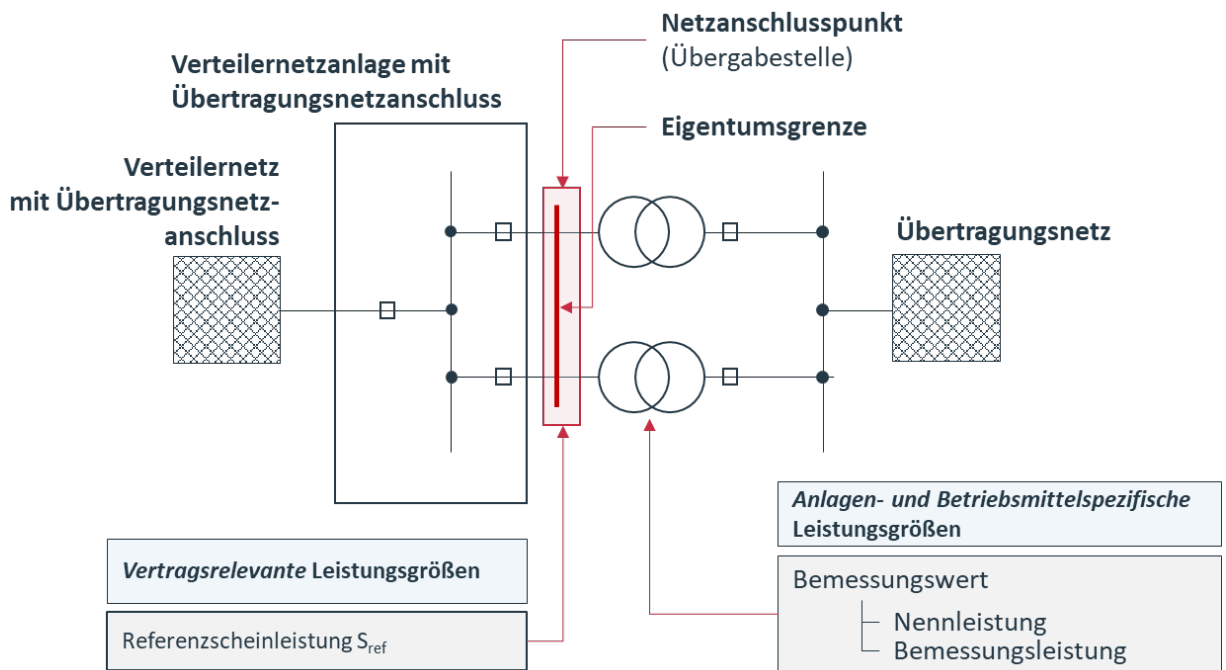 Netzanschlusspunkt
(Übergabestelle)
Verteilernetzanlage mit
Übertragungsnetzanschluss
Eigentumsgrenze
Verteilernetz
mit Übertragungsnetz-
anschluss
Übertragungsnetz
Anlagen- und Betriebsmittelspezifische
Leistungsgrößen
Vertragsrelevante Leistungsgrößen
Bemessungswert
Nennleistung
Bemessungsleistung
Referenzscheinleistung Sref